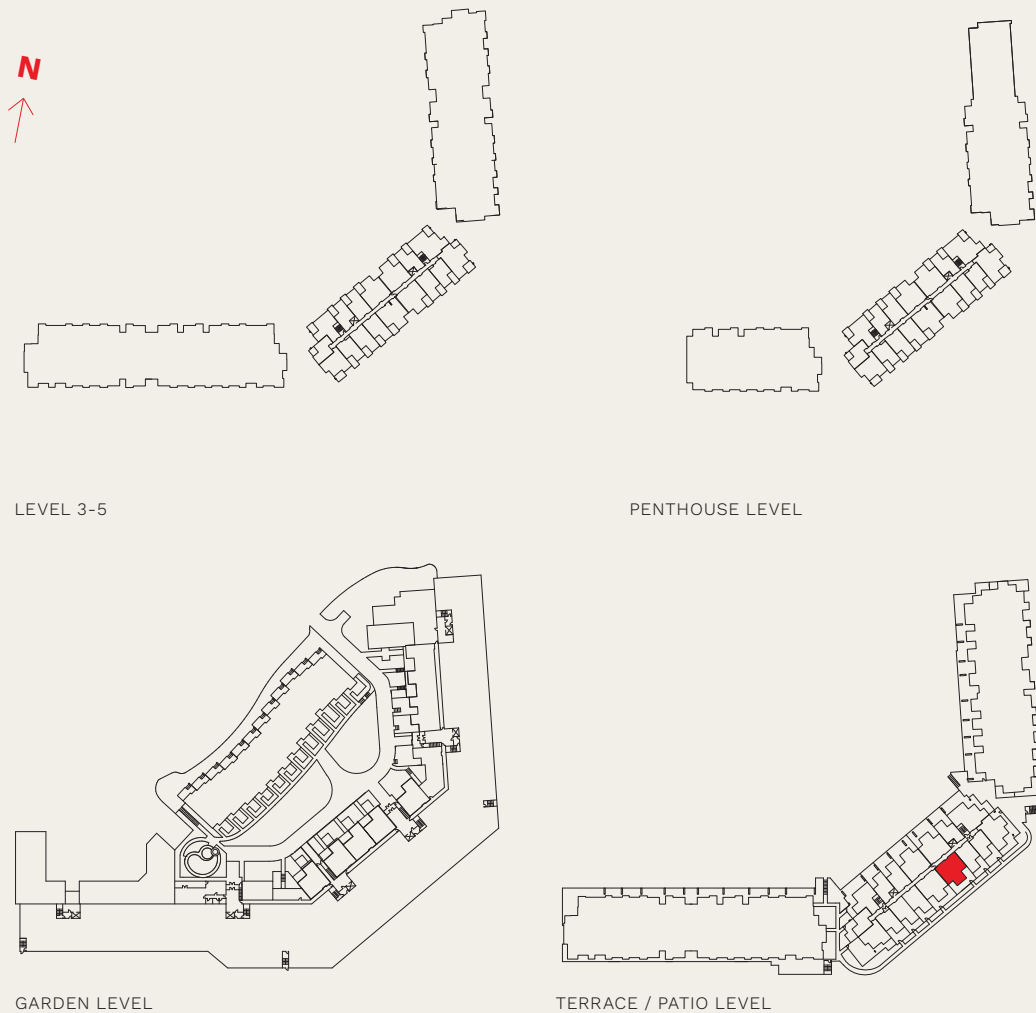 N
LEVEL 3-5
PENTHOUSE LEVEL
GARDEN LEVEL
TERRACE / PATIO LEVEL